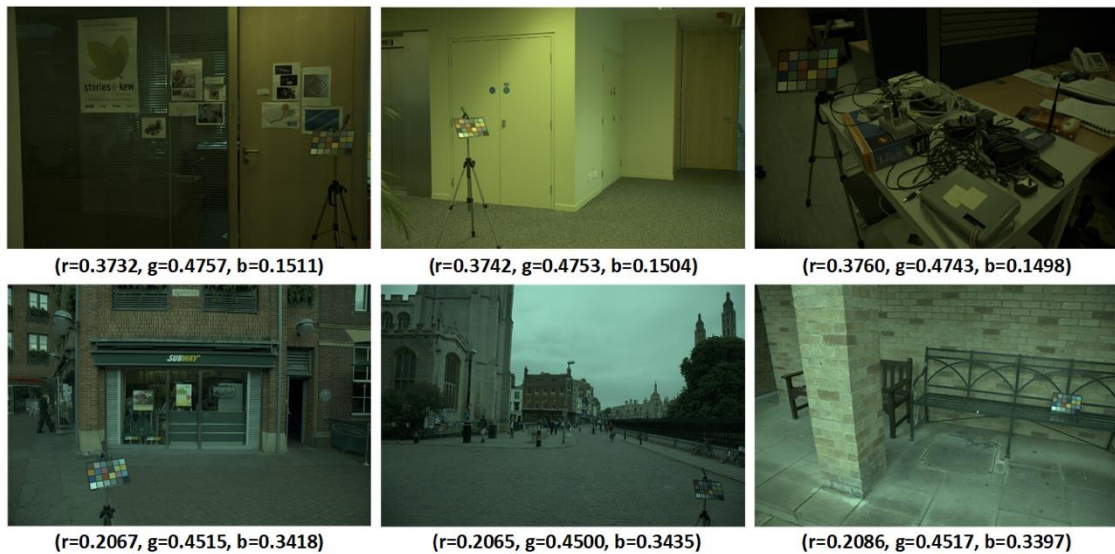 stories@kew
(r=0.3732, g=0.4757, b=0.1511)
(r=0.3742, g=0.4753, b=0.1504)
(r=0.3760, g=0.4743, b=0.1498)
SUBWAY
(r=0.2067, g=0.4515, b=0.3418)
(r=0.2065, g=0.4500, b=0.3435)
(r=0.2086, g=0.4517, b=0.3397)